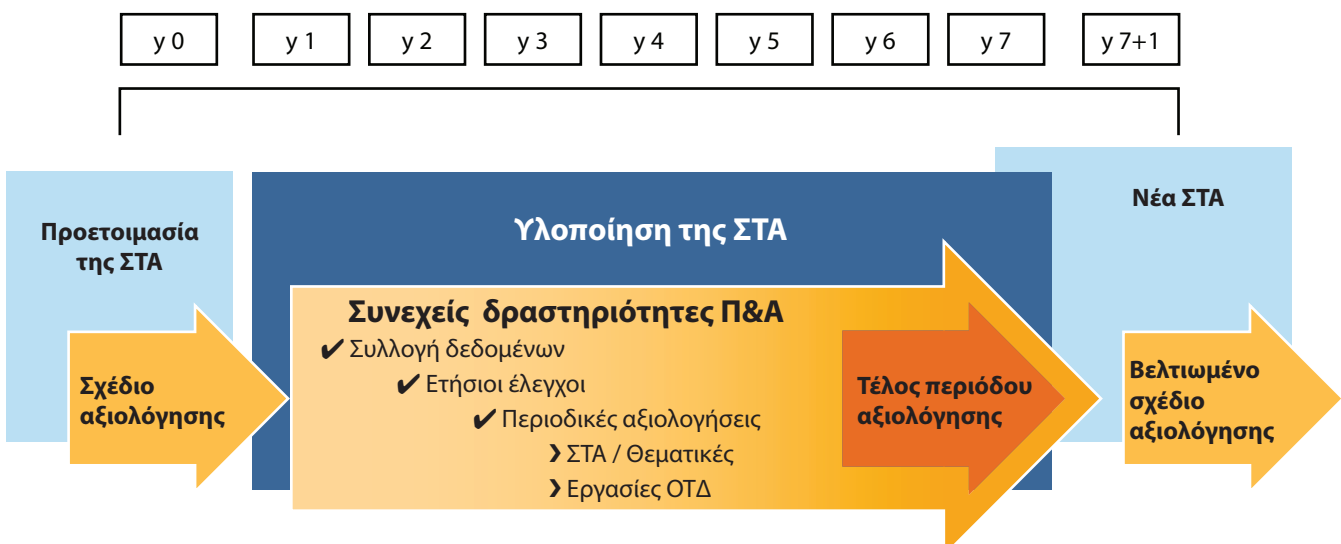 y 0 y 1 y 2 y 3 y 4 y 5 y 6 y 7 y 7+1
Προετοιμασία
της ΣΤΑ
Υλοποίηση της ΣΤΑ
Νέα ΣΤΑ
Σχέδιο
αξιολόγησης
Συνεχείς δραστηριότητες Π&Α
✔ Συλλογή δεδομένων
✔ Ετήσιοι έλεγχοι
✔ Περιοδικές αξιολογήσεις
❯ ΣΤΑ / Θεματικές
❯ Εργασίες ΟΤΔ
Τέλος περιόδου
αξιολόγησης
Βελτιωμένο
σχέδιο
αξιολόγησης